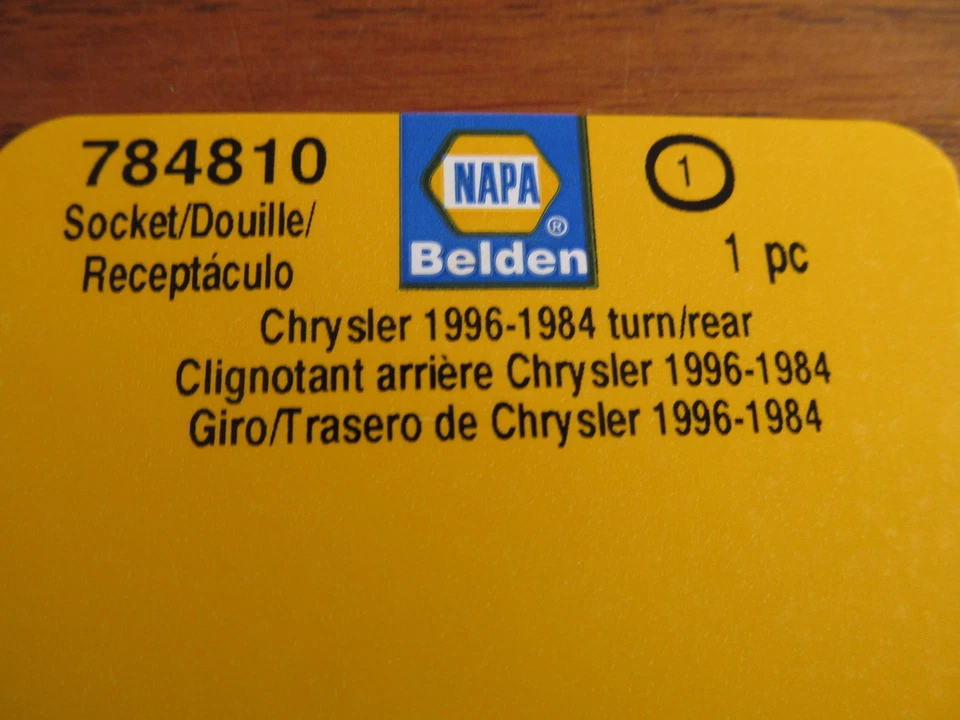 784810
Socket/Douille/
Receptáculo
NAPA
®
Belden
1
1 pc
Chrysler 1996-1984 turn/rear
Clignotant arrière Chrysler 1996-1984
Giro/Trasero de Chrysler 1996-1984